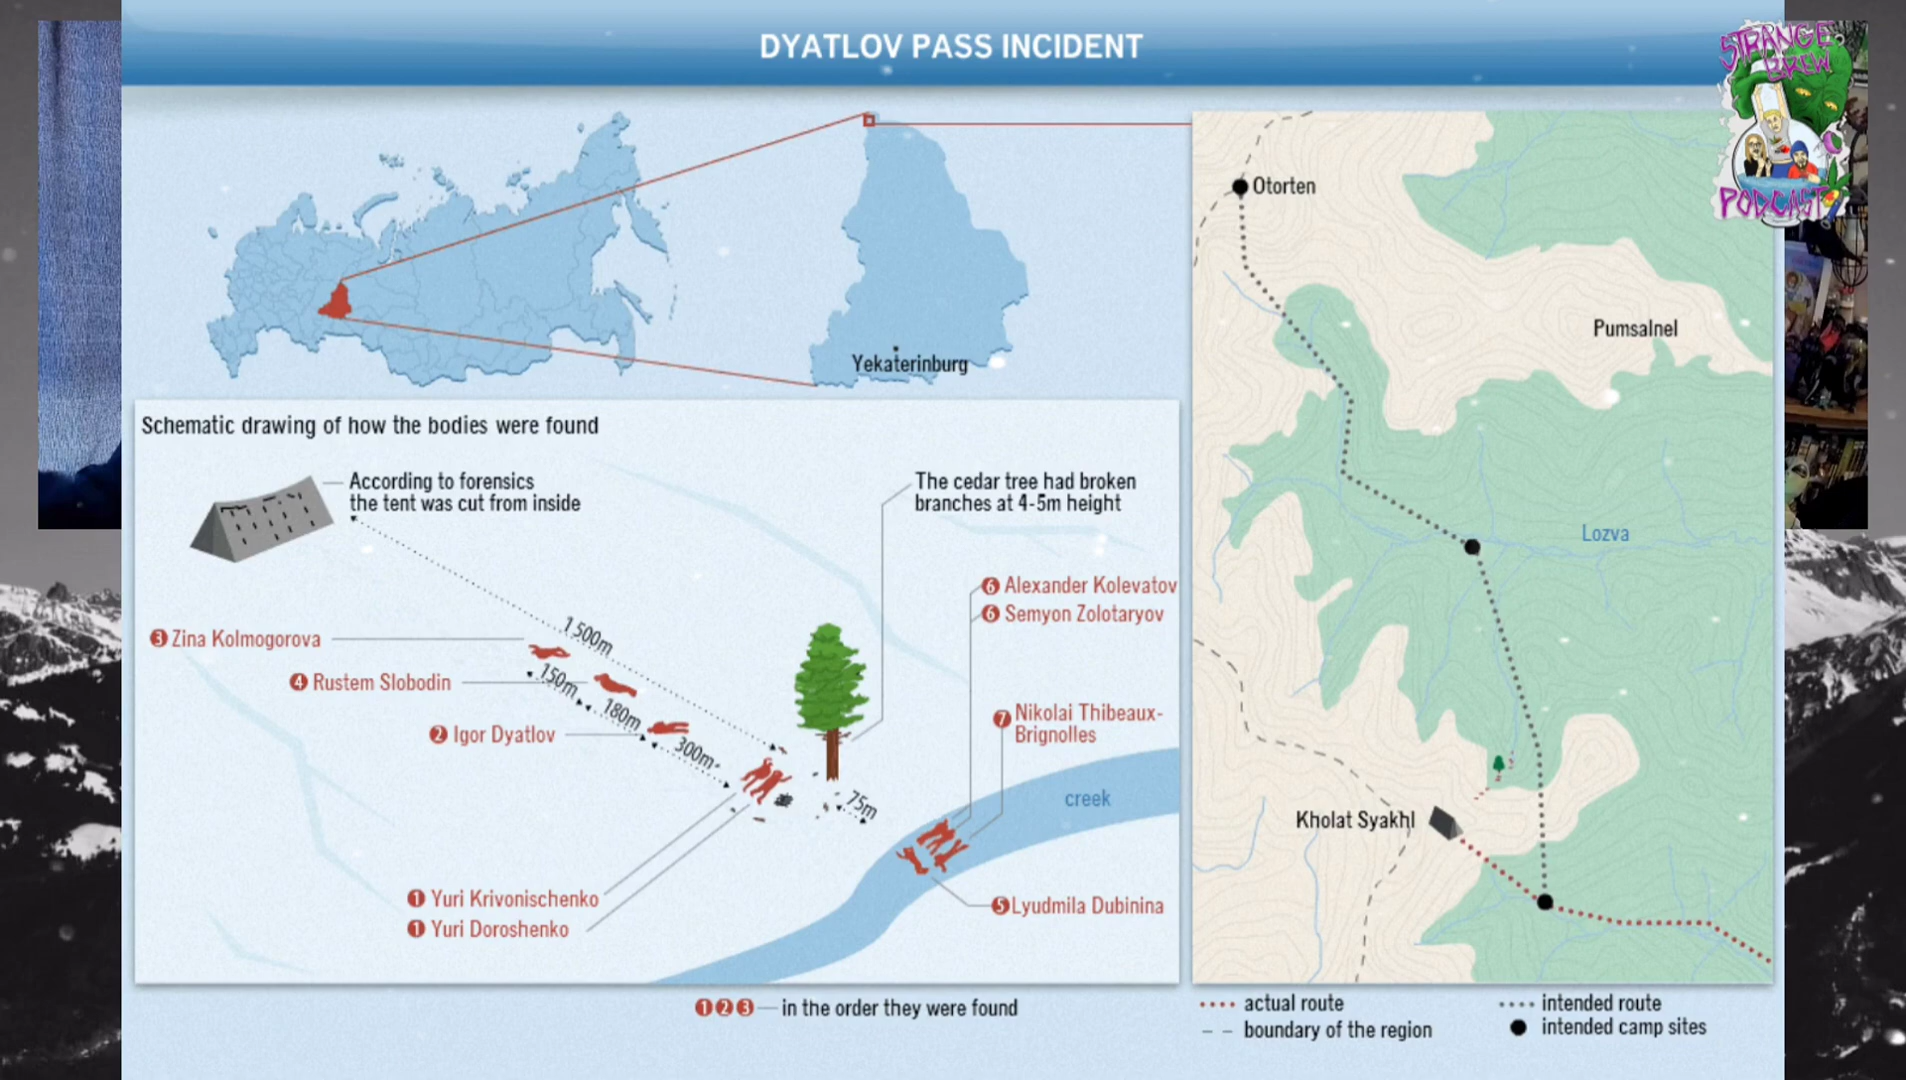 DYATLOV PASS INCIDENT
STRANGE
BREW
PODCAST
Yekaterinburg
Otorten
Pumsalnel
Lozva
Kholat Syakhl
Schematic drawing of how the bodies were found
According to forensics
the tent was cut from inside
The cedar tree had broken
branches at 4-5m height
6 Alexander Kolevatov
6 Semyon Zolotaryov
3 Zina Kolmogorova
1500m
150m
4 Rustem Slobodin
180m
2 Igor Dyatlov
300m
7 Nikolai Thibeaux-
Brignolles
75m
creek
1 Yuri Krivonischenko
1 Yuri Doroshenko
5 Lyudmila Dubinina
1 2 3 — in the order they were found
actual route
boundary of the region
intended route
intended camp sites